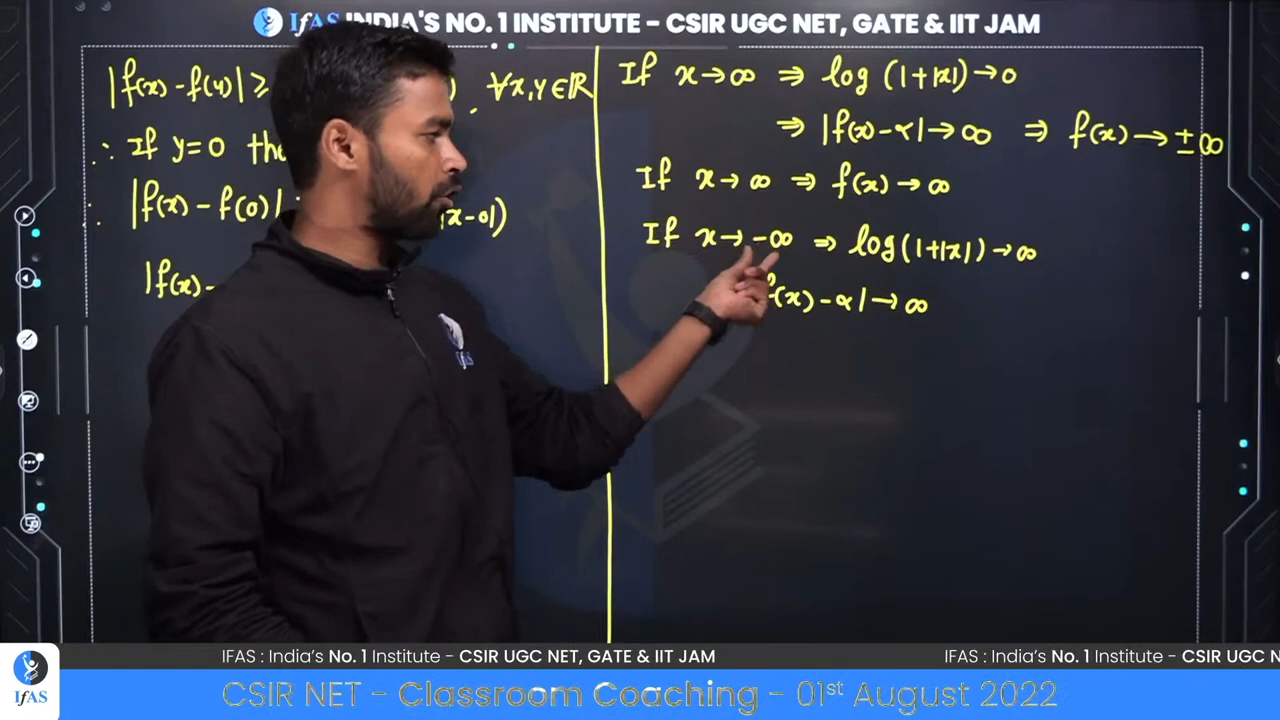 IfAS INDIA'S NO. 1 INSTITUTE - CSIR UGC NET, GATE & IIT JAM
|f(x) - f(y)| ≥ ) , ∀x,y∈ℝ
∴ If y=0 the
∴ |f(x) - f(0)| |x-0|)
|f(x) -
If x→∞ ⇒ log (1+|x|)→0
⇒ |f(x)-α|→∞ ⇒ f(x)→±∞
If x→∞ ⇒ f(x)→∞
If x→-∞ ⇒ log(1+|x|)→∞
f(x)-α|→∞
IfAS
IFAS : India's No. 1 Institute - CSIR UGC NET, GATE & IIT JAM
IFAS : India's No. 1 Institute - CSIR UG
IfAS
CSIR NET - Classroom Coaching - 01st August 2022